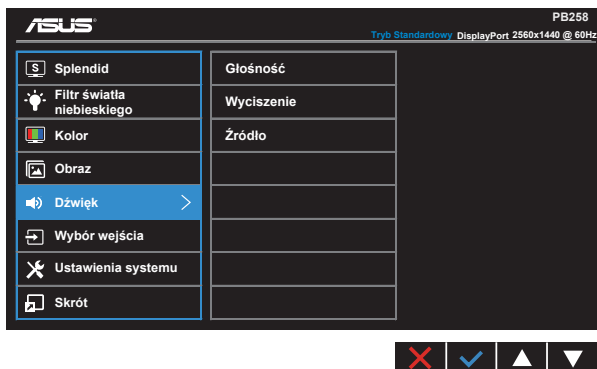 ASUS
PB258
Tryb Standardowy DisplayPort 2560x1440 @ 60Hz
S Splendid
Filtr światła
niebieskiego
Kolor
Obraz
Dźwięk
Wybór wejścia
Ustawienia systemu
Skrót
Głośność
Wyciszenie
Źródło